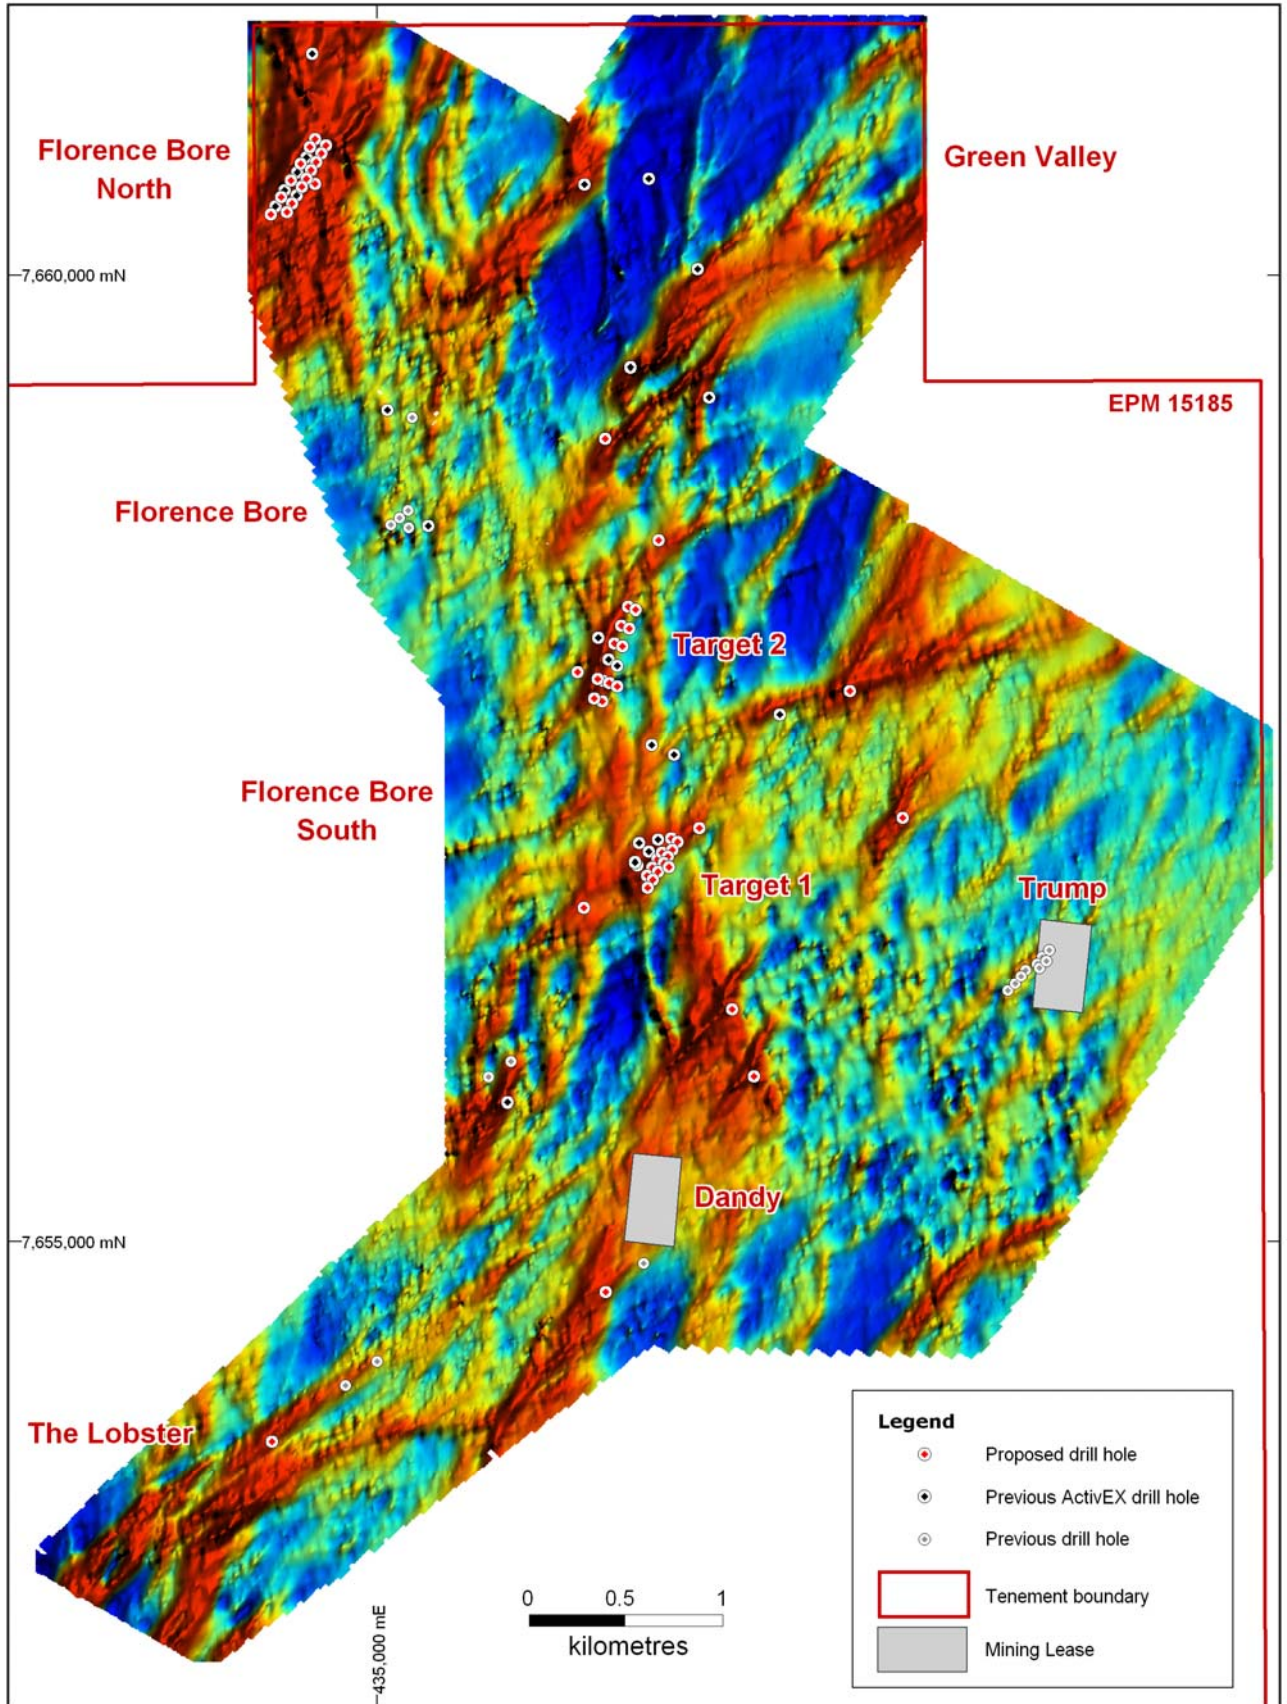 Florence Bore
North
Green Valley
7,660,000 mN
EPM 15185
Florence Bore
Target 2
Florence Bore
South
Target 1
Trump
Dandy
7,655,000 mN
The Lobster
435,000 mE
0 0.5 1
kilometres
Legend
Proposed drill hole
Previous ActivEX drill hole
Previous drill hole
Tenement boundary
Mining Lease